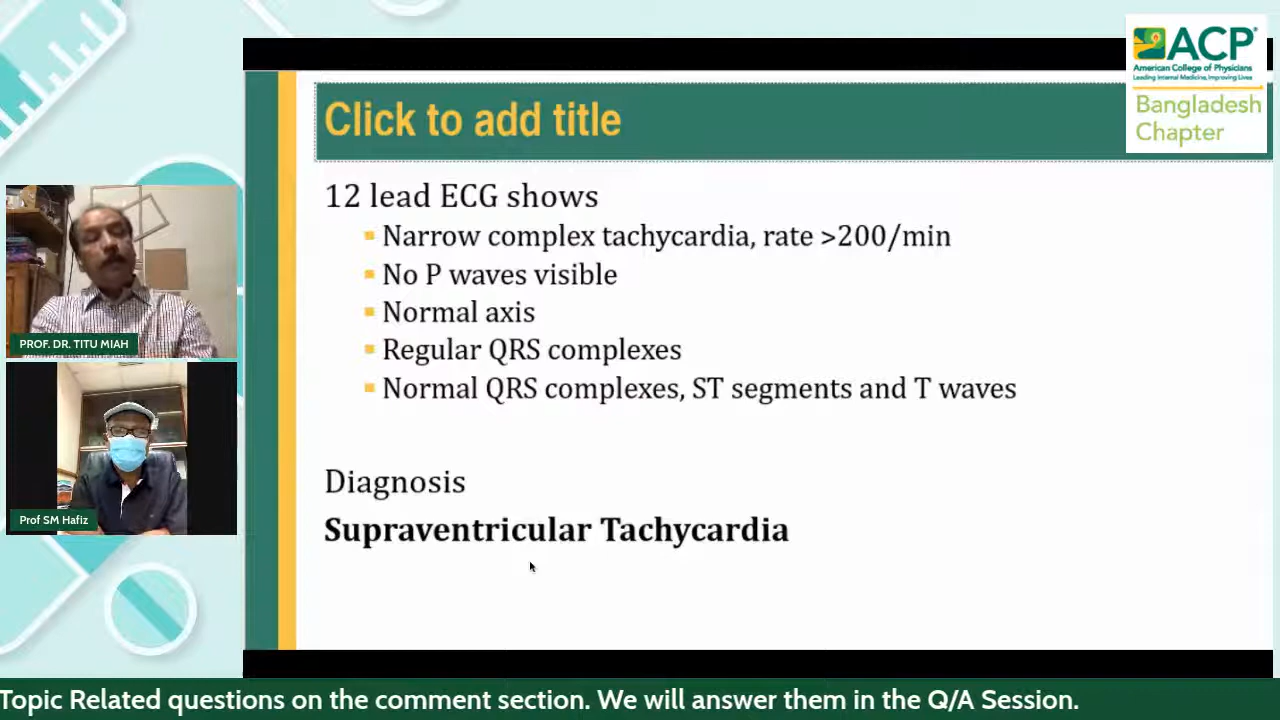 ACP
American College of Physicians
Leading Internal Medicine, Improving Lives
Bangladesh
Chapter
Click to add title
12 lead ECG shows
Narrow complex tachycardia, rate >200/min
No P waves visible
Normal axis
Regular QRS complexes
Normal QRS complexes, ST segments and T waves
Diagnosis
Supraventricular Tachycardia
PROF. DR. TITU MIAH
Prof SM Hafiz
Topic Related questions on the comment section. We will answer them in the Q/A Session.